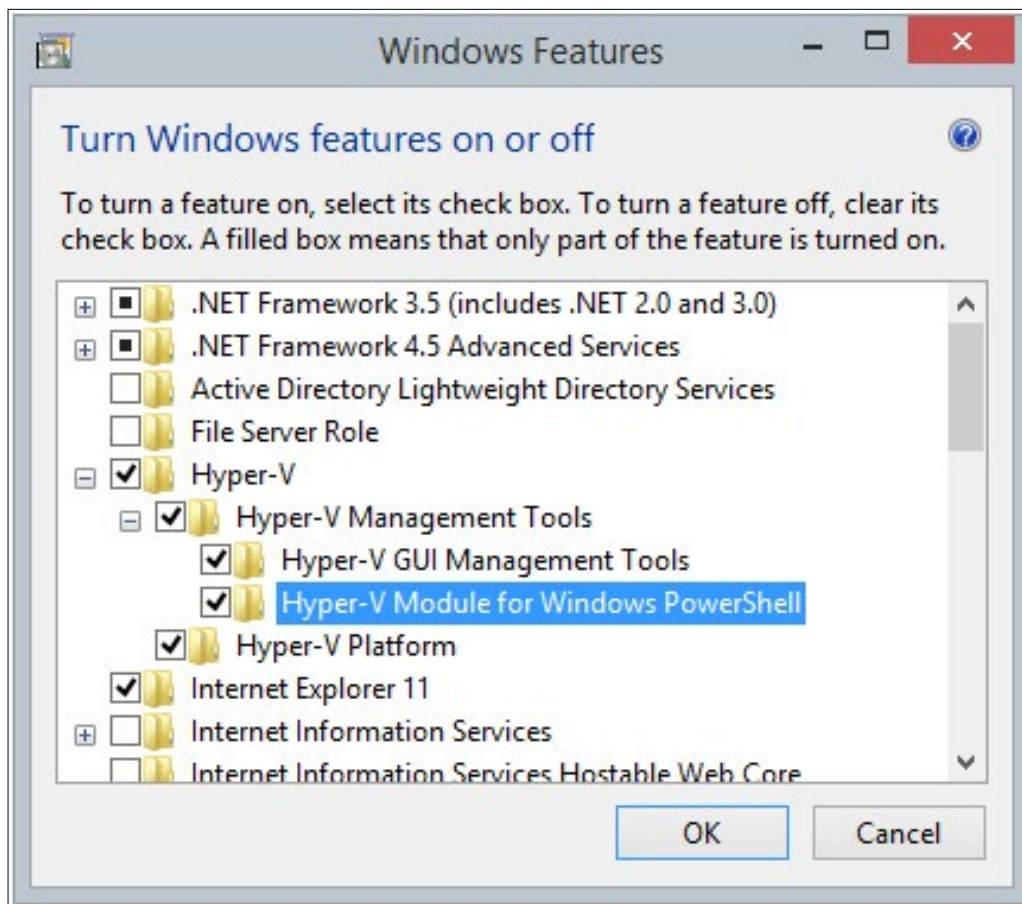 Windows Features
Turn Windows features on or off
To turn a feature on, select its check box. To turn a feature off, clear its
check box. A filled box means that only part of the feature is turned on.
.NET Framework 3.5 (includes .NET 2.0 and 3.0)
.NET Framework 4.5 Advanced Services
Active Directory Lightweight Directory Services
File Server Role
Hyper-V
Hyper-V Management Tools
Hyper-V GUI Management Tools
Hyper-V Module for Windows PowerShell
Hyper-V Platform
Internet Explorer 11
Internet Information Services
Internet Information Services Hostable Web Core
OK Cancel